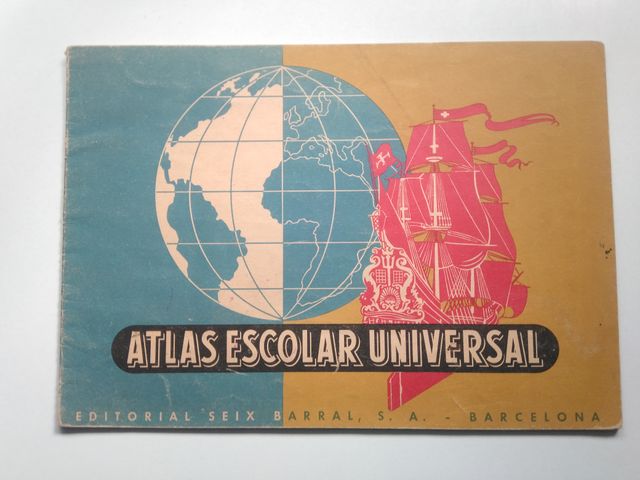 ATLAS ESCOLAR UNIVERSAL
EDITORIAL SEIX BARRAL, S. A. - BARCELONA